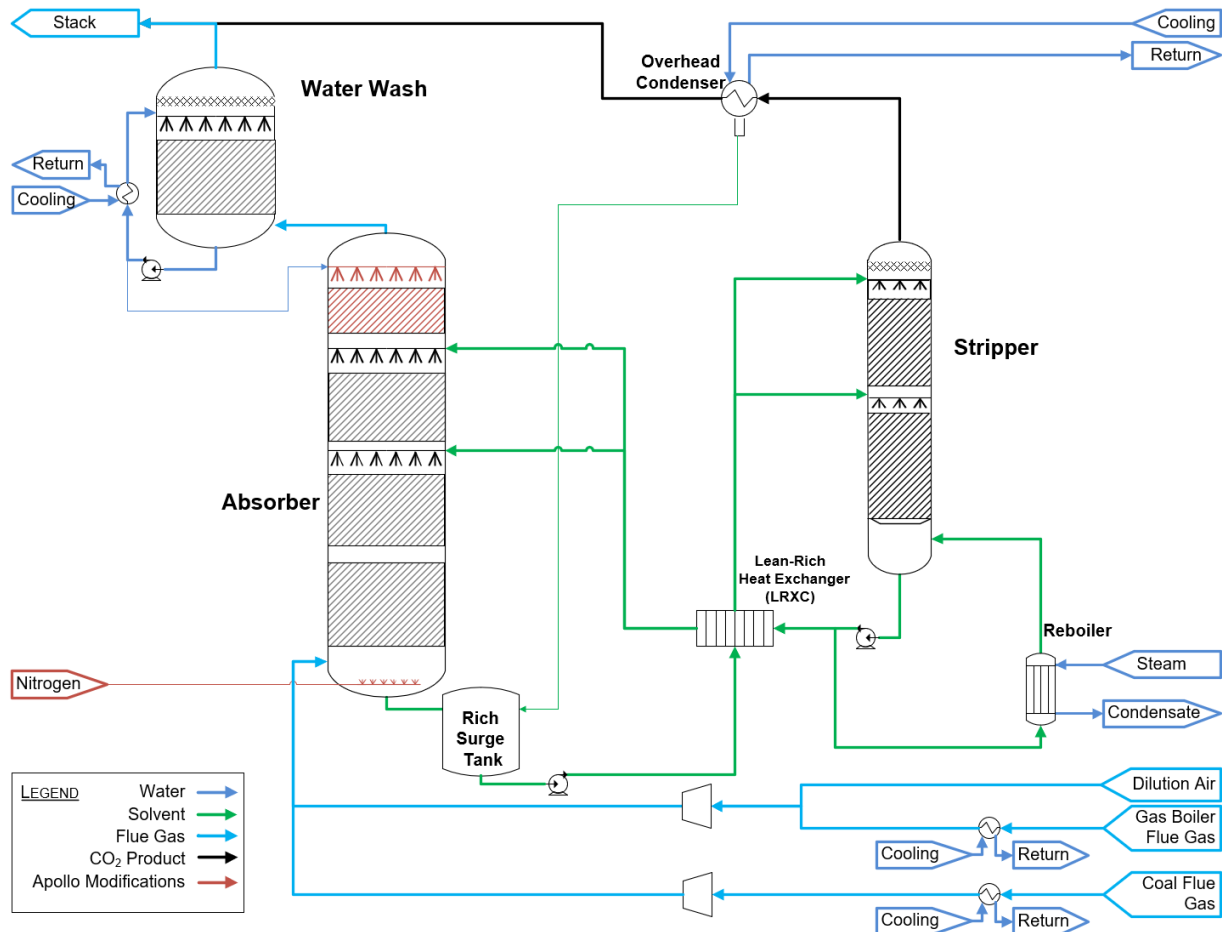 Stack
Cooling
Return
Overhead
Condenser
Water Wash
Return
Cooling
Stripper
Absorber
Lean-Rich
Heat Exchanger
(LRXC)
Reboiler
Steam
Condensate
Nitrogen
Rich
Surge
Tank
LEGEND
Water
Solvent
Flue Gas
CO₂ Product
Apollo Modifications
Dilution Air
Gas Boiler
Flue Gas
Cooling
Return
Coal Flue
Gas
Cooling
Return